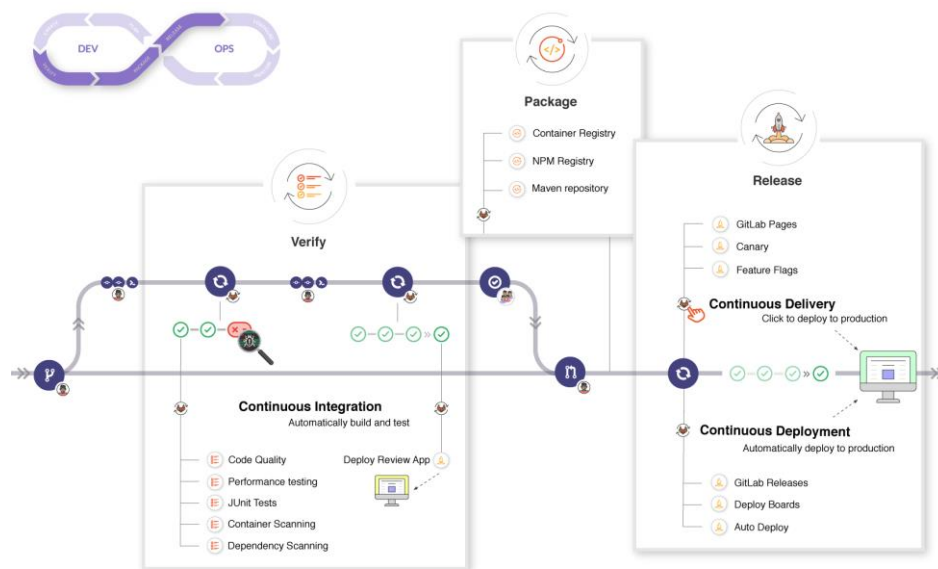 DEV
OPS
Package
Container Registry
NPM Registry
Maven repository
Release
GitLab Pages
Canary
Feature Flags
Continuous Delivery
Click to deploy to production
Continuous Deployment
Automatically deploy to production
GitLab Releases
Deploy Boards
Auto Deploy
Verify
Continuous Integration
Automatically build and test
Code Quality
Performance testing
JUnit Tests
Container Scanning
Dependency Scanning
Deploy Review App